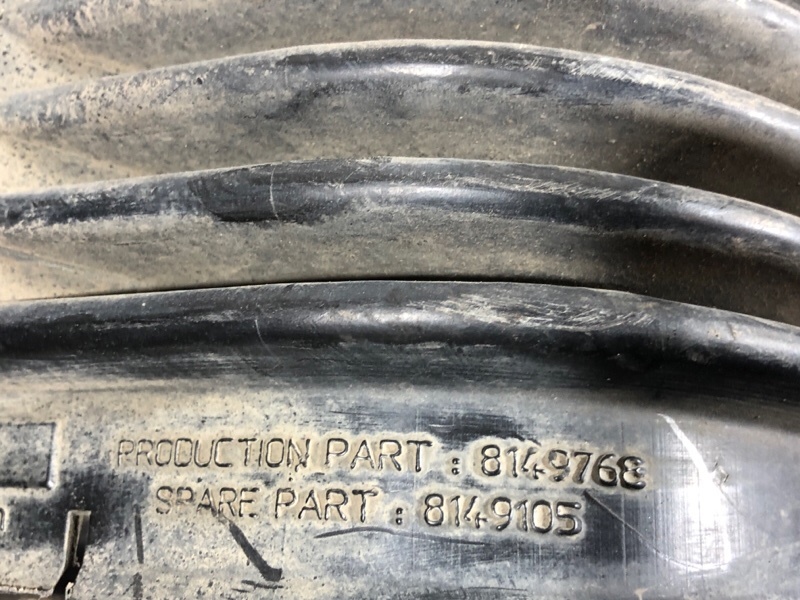 PRODUCTION PART : 8149768
SPARE PART : 8149105